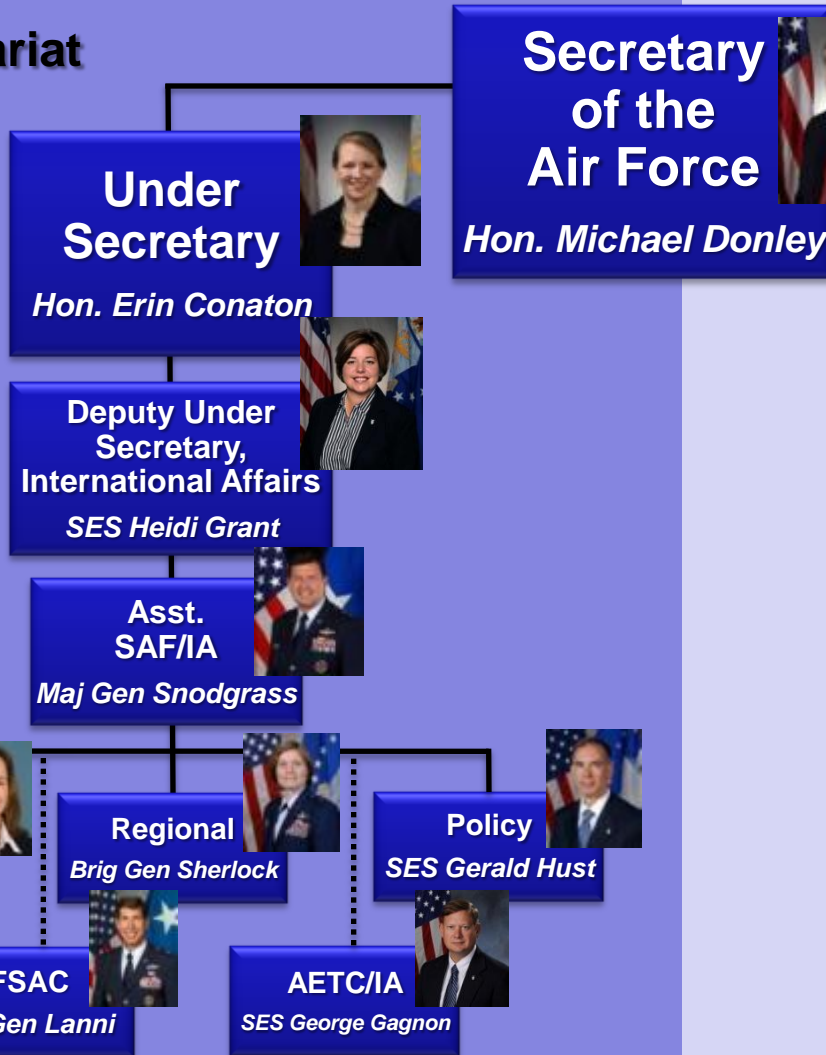 ariat
Secretary
of the
Air Force
Hon. Michael Donley
Under
Secretary
Hon. Erin Conaton
Deputy Under
Secretary,
International Affairs
SES Heidi Grant
Asst.
SAF/IA
Maj Gen Snodgrass
Regional
Brig Gen Sherlock
Policy
SES Gerald Hust
FSAC
Gen Lanni
AETC/IA
SES George Gagnon